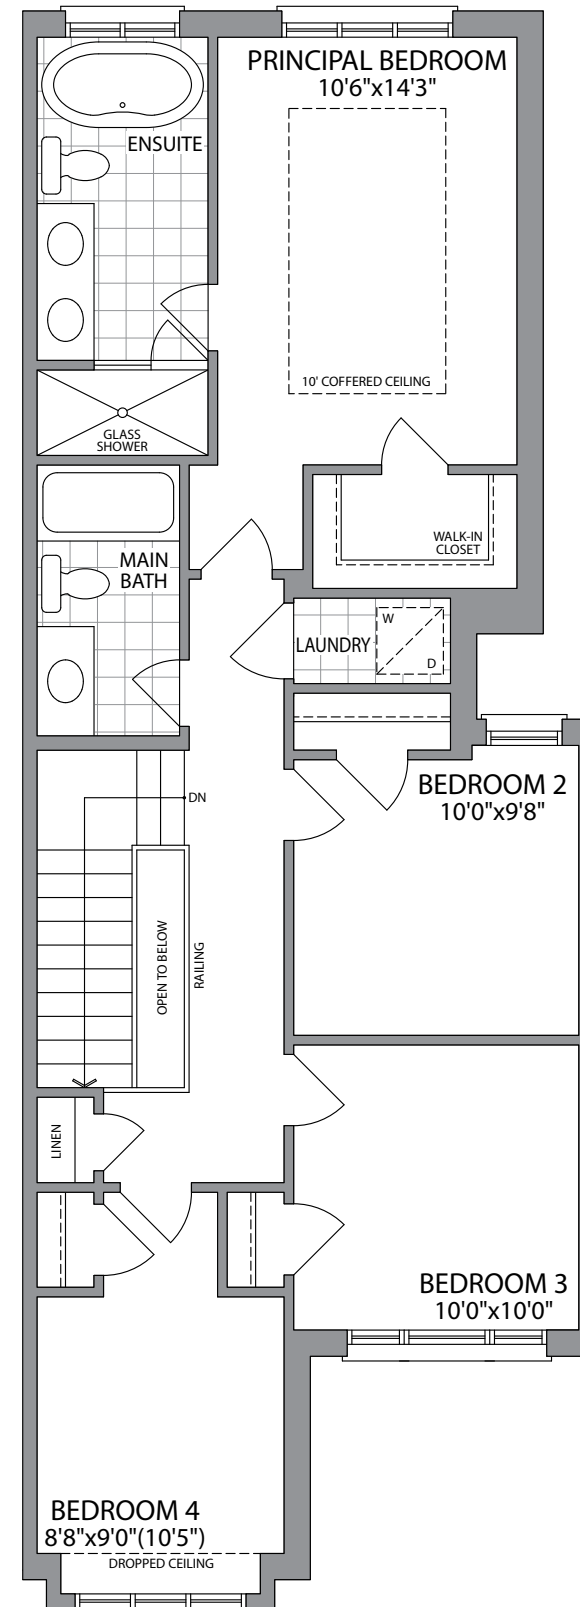 PRINCIPAL BEDROOM
10'6"x14'3"
ENSUITE
10' COFFERED CEILING
GLASS
SHOWER
WALK-IN
CLOSET
MAIN
BATH
LAUNDRY
W
D
BEDROOM 2
10'0"x9'8"
DN
OPEN TO BELOW
RAILING
LINEN
BEDROOM 3
10'0"x10'0"
BEDROOM 4
8'8"x9'0"(10'5")
DROPPED CEILING